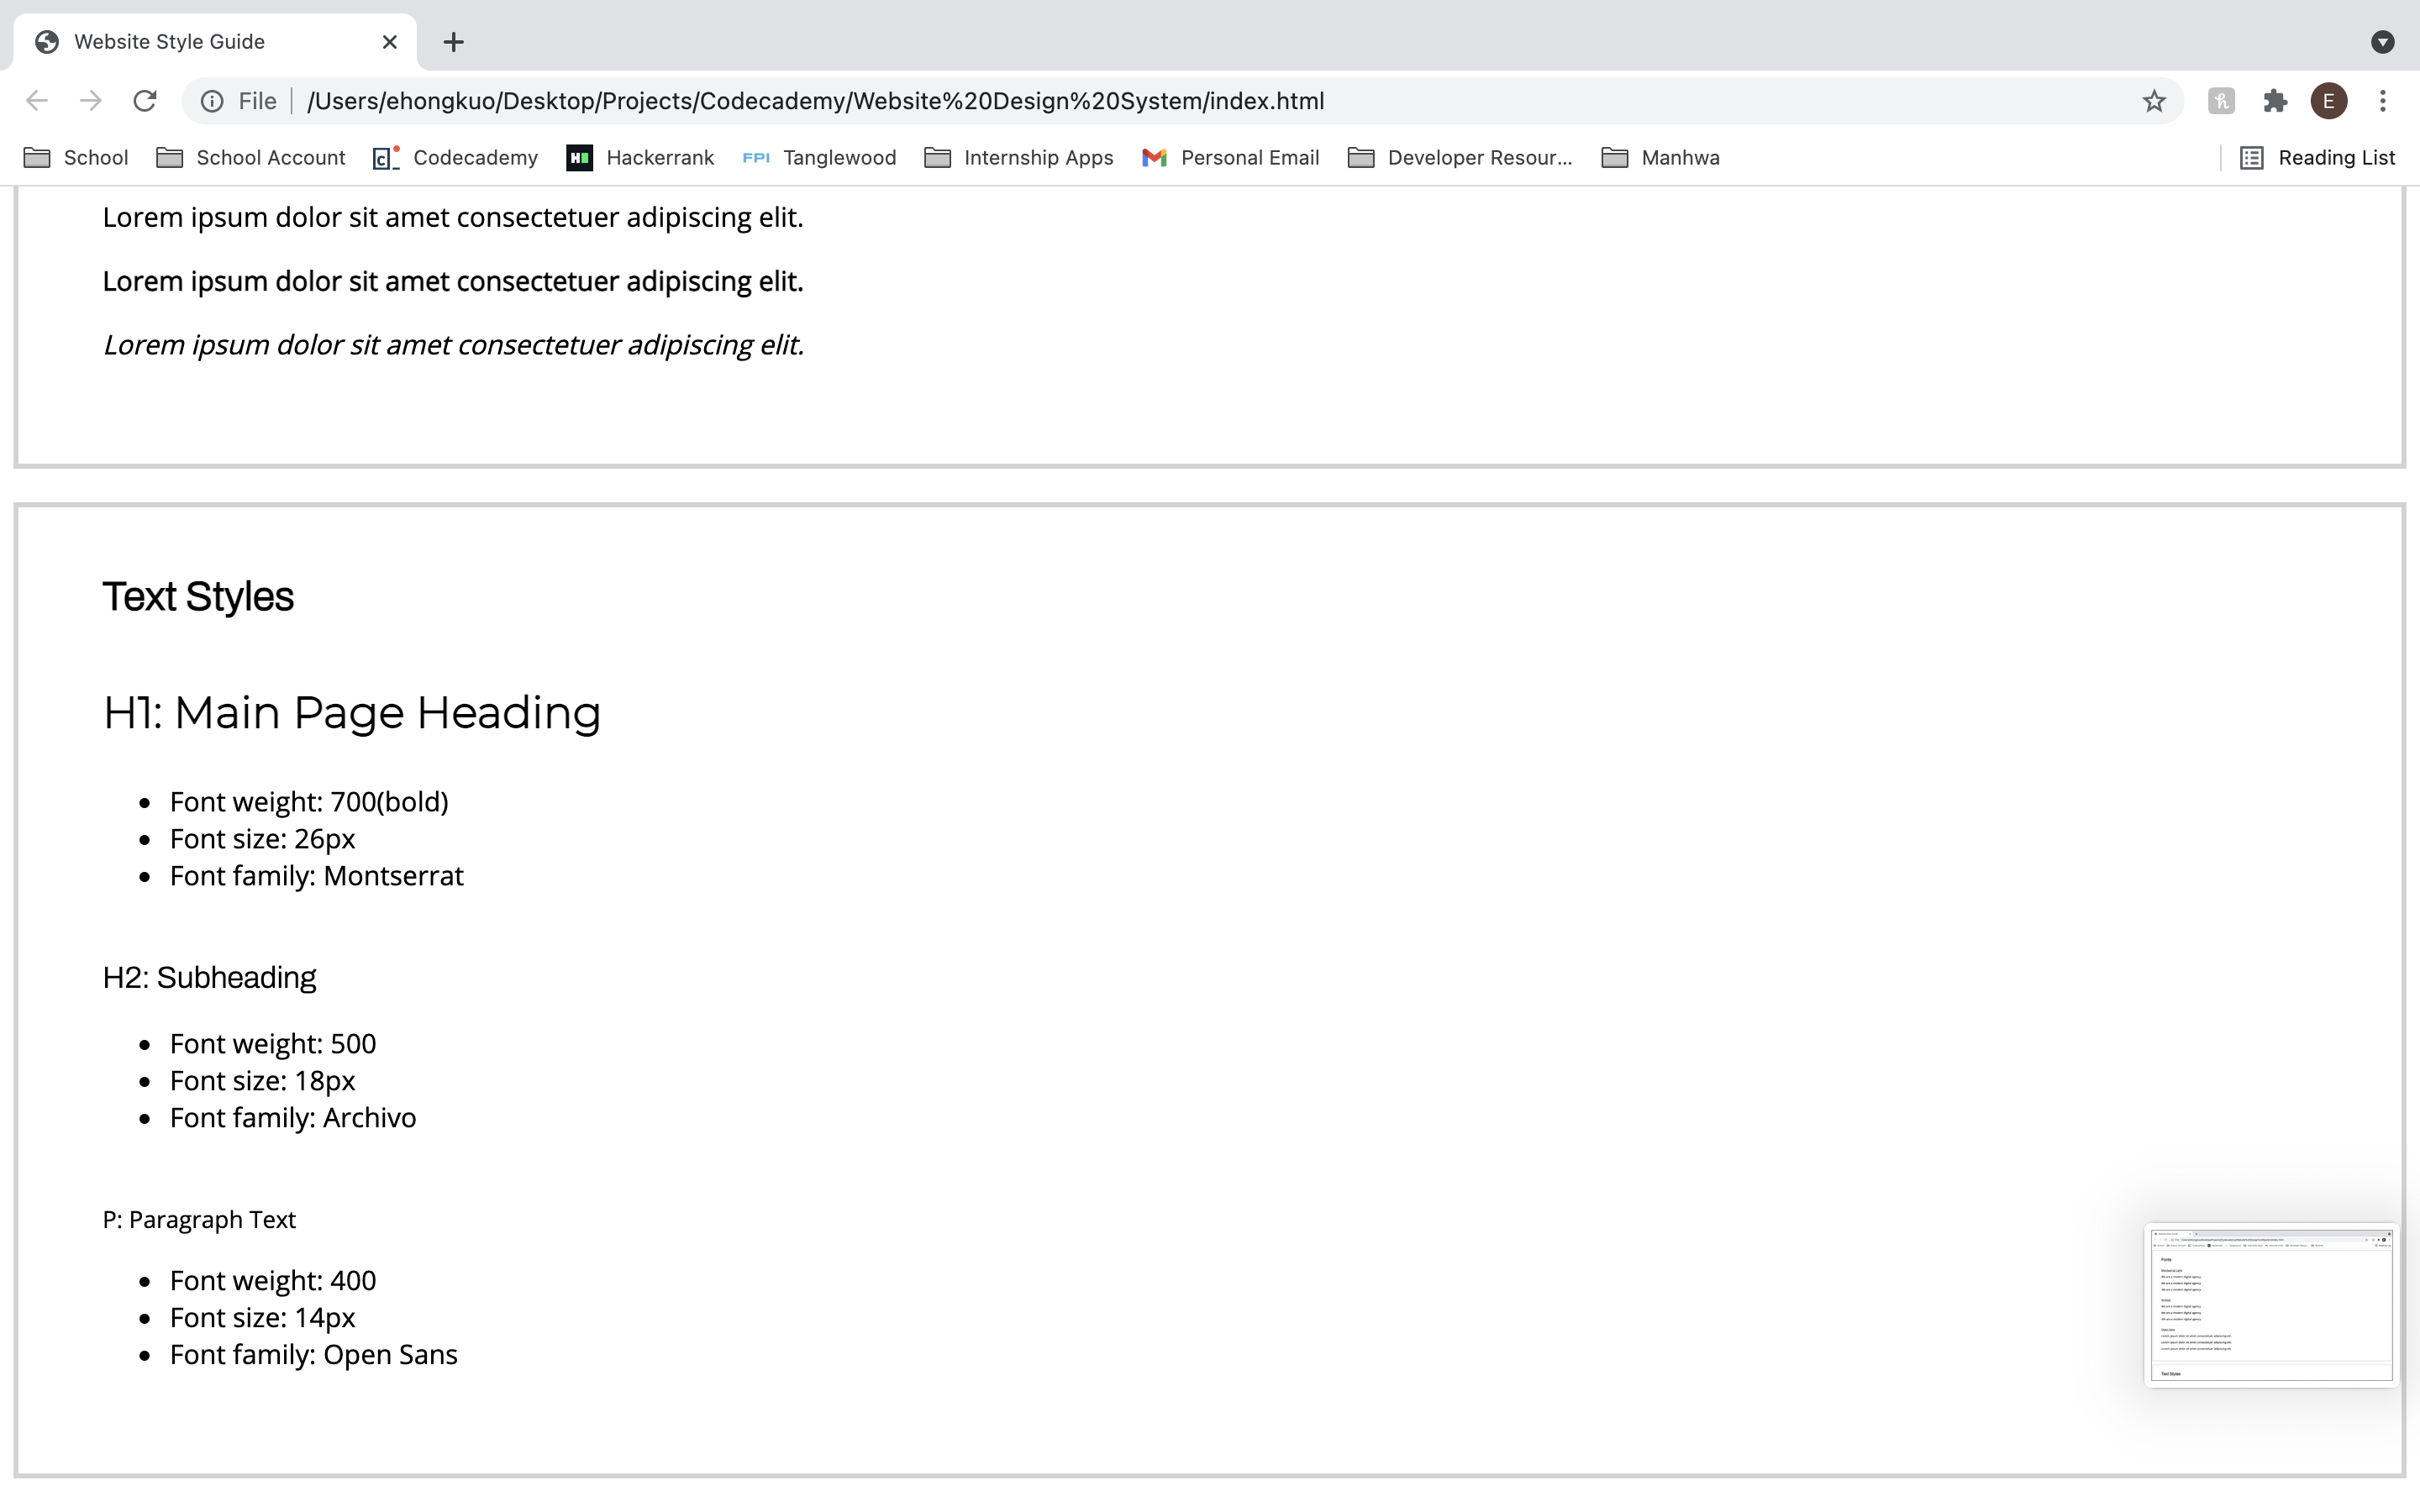 Website Style Guide
File /Users/ehongkuo/Desktop/Projects/Codecademy/Website%20Design%20System/index.html
E
School School Account Codecademy Hackerrank FPI Tanglewood Internship Apps Personal Email Developer Resour... Manhwa Reading List
Lorem ipsum dolor sit amet consectetuer adipiscing elit.
Lorem ipsum dolor sit amet consectetuer adipiscing elit.
Lorem ipsum dolor sit amet consectetuer adipiscing elit.
Text Styles
H1: Main Page Heading
Font weight: 700(bold)
Font size: 26px
Font family: Montserrat
H2: Subheading
Font weight: 500
Font size: 18px
Font family: Archivo
P: Paragraph Text
Font weight: 400
Font size: 14px
Font family: Open Sans
Fonts
Text Styles